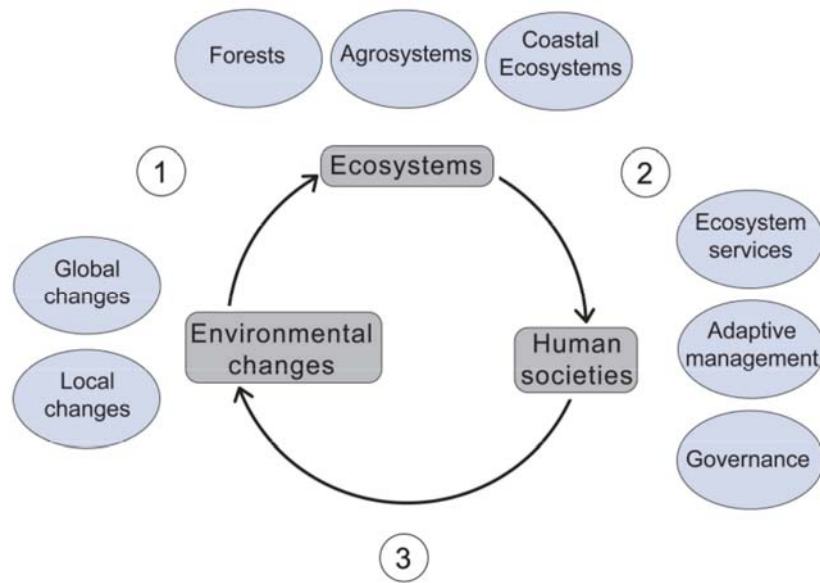 Forests
Agrosystems
Coastal
Ecosystems
1
Ecosystems
2
Ecosystem
services
Global
changes
Environmental
changes
Human
societies
Adaptive
management
Local
changes
Governance
3